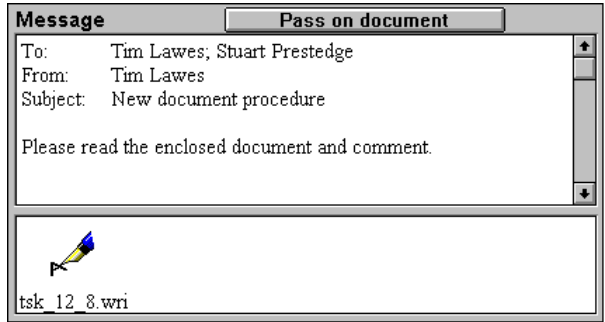 Message
Pass on document
To: Tim Lawes; Stuart Prestedge
From: Tim Lawes
Subject: New document procedure
Please read the enclosed document and comment.
tsk_12_8.wri